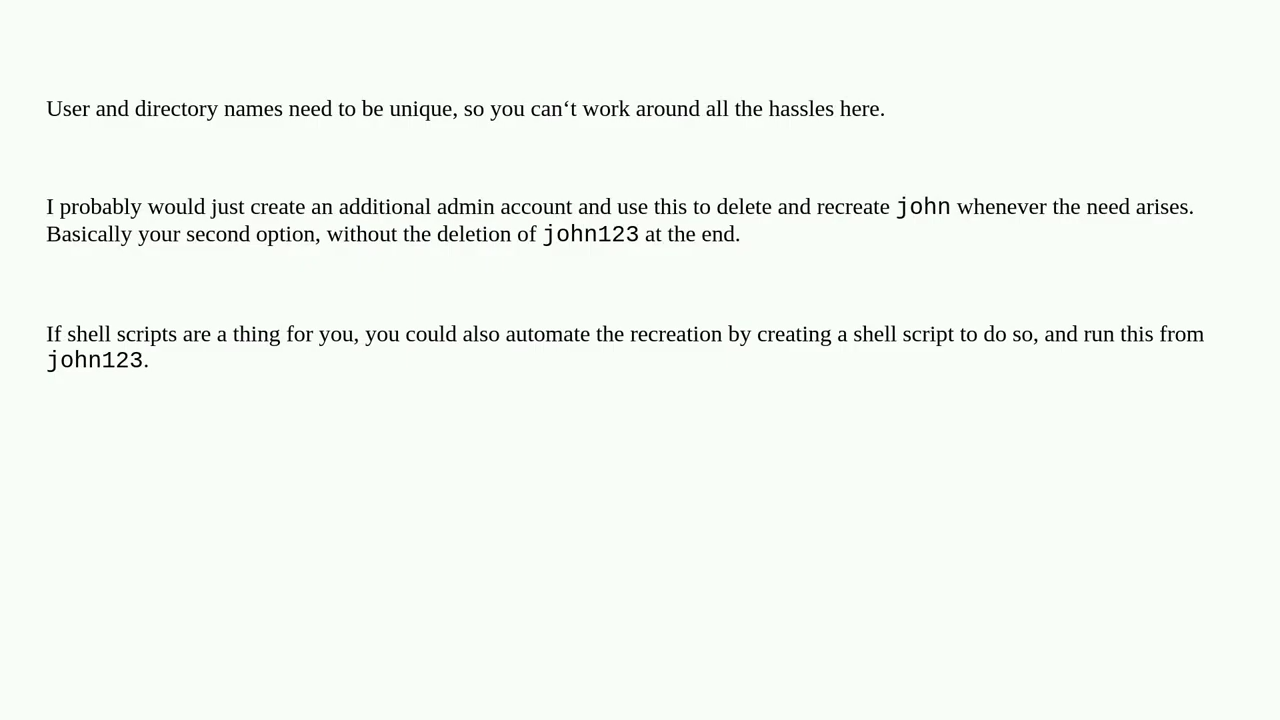 User and directory names need to be unique, so you can‘t work around all the hassles here.
I probably would just create an additional admin account and use this to delete and recreate john whenever the need arises.
Basically your second option, without the deletion of john123 at the end.
If shell scripts are a thing for you, you could also automate the recreation by creating a shell script to do so, and run this from
john123.